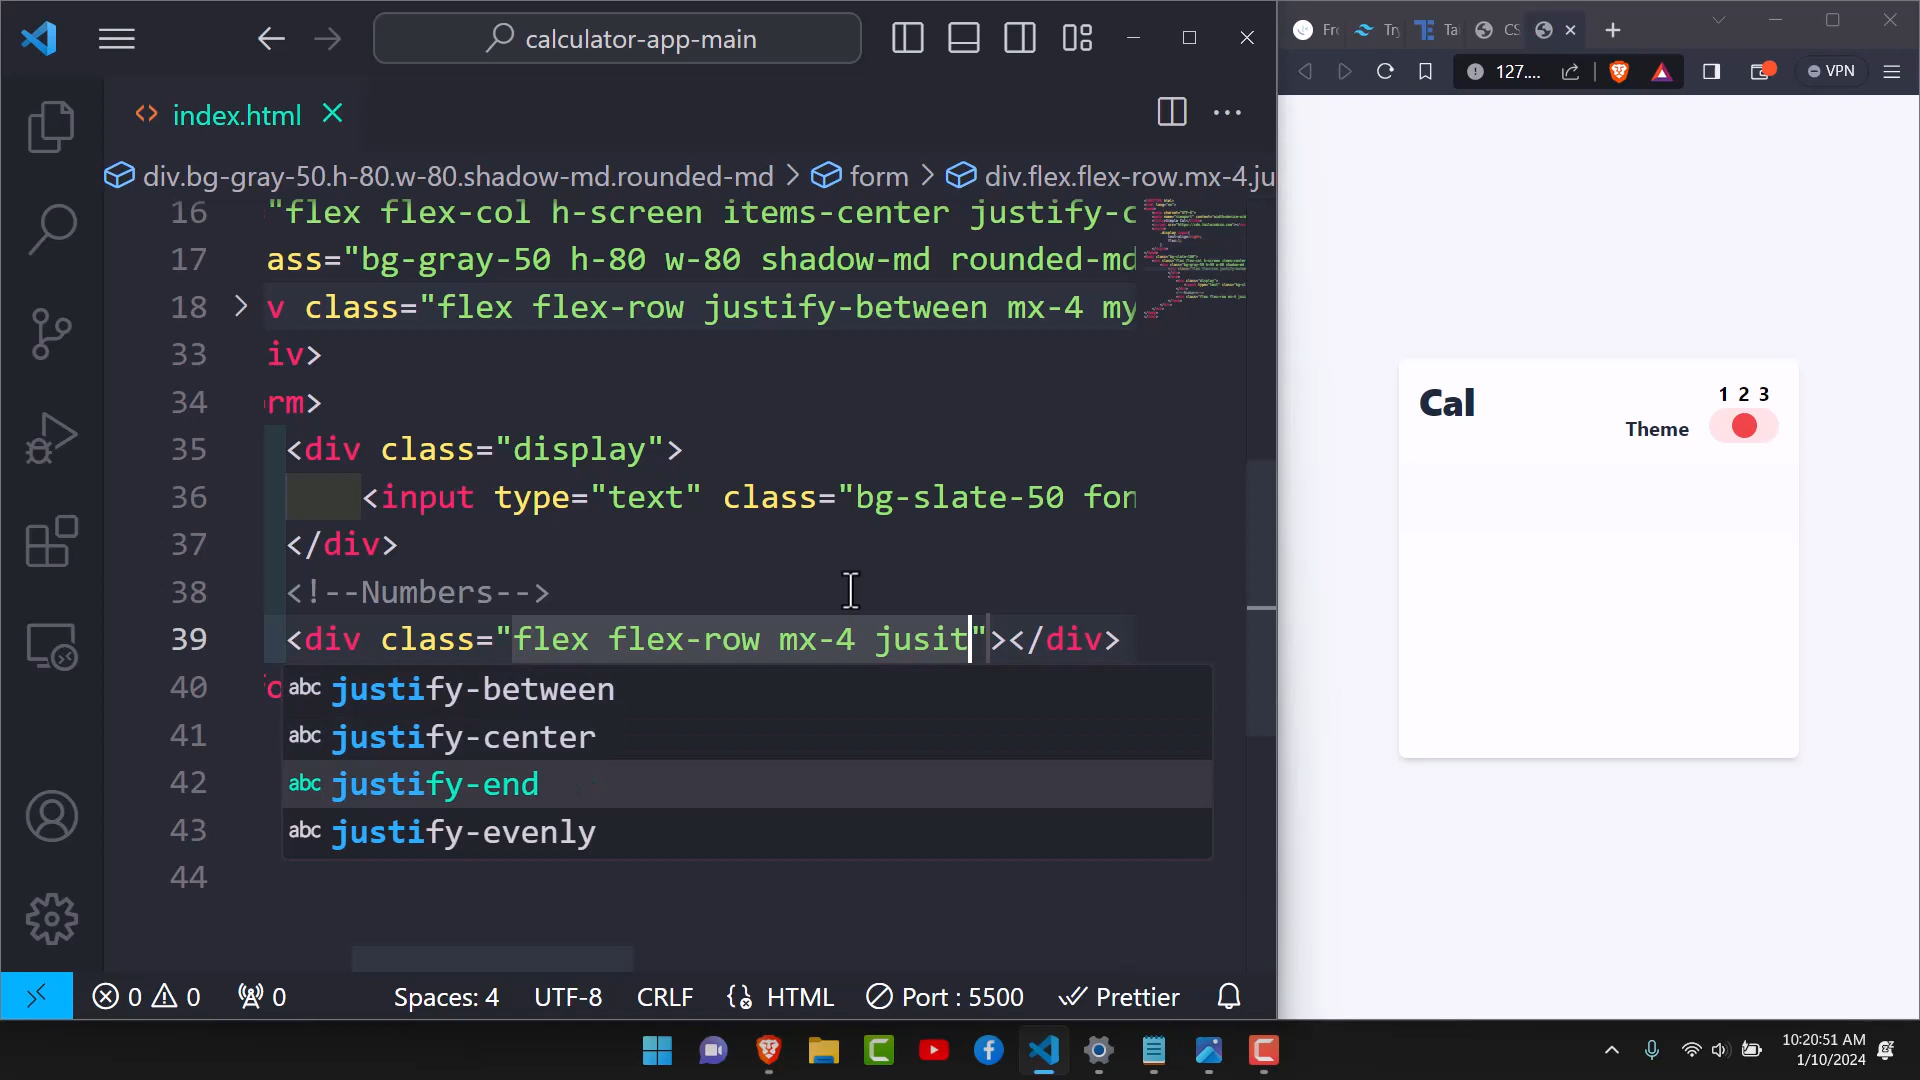 calculator-app-main
index.html
div.bg-gray-50.h-80.w-80.shadow-md.rounded-md > form > div.flex.flex-row.mx-4.ju
16 "flex flex-col h-screen items-center justify-c
17 ass="bg-gray-50 h-80 w-80 shadow-md rounded-md
18 v class="flex flex-row justify-between mx-4 my
33 iv>
34 rm>
35 <div class="display">
36 <input type="text" class="bg-slate-50 fon
37 </div>
38 <!--Numbers-->
39 <div class="flex flex-row mx-4 jusit"></div>
40 fo
abc justify-between
41 abc justify-center
42 abc justify-end
43 abc justify-evenly
44
0 0 0 Spaces: 4 UTF-8 CRLF HTML Port : 5500 Prettier
Fr Try Ta CS
127.... VPN
Cal
1 2 3
Theme
10:20:51 AM
1/10/2024